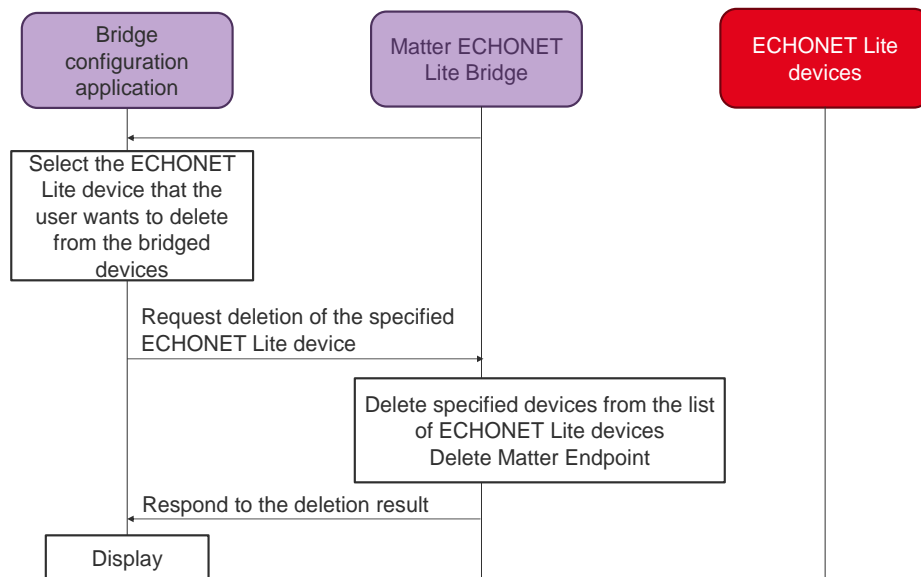 Bridge
configuration
application
Matter ECHONET
Lite Bridge
ECHONET Lite
devices
Select the ECHONET
Lite device that the
user wants to delete
from the bridged
devices
Request deletion of the specified
ECHONET Lite device
Delete specified devices from the list
of ECHONET Lite devices
Delete Matter Endpoint
Respond to the deletion result
Display